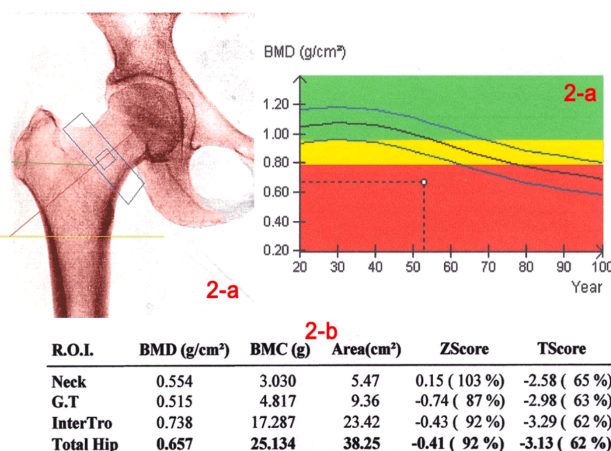 BMD (g/cm²)
2-a
1.20
1.00
0.80
0.60
0.40
0.20
20 30 40 50 60 70 80 90 100
Year
2-a
2-b
R.O.I. BMD (g/cm²) BMC (g) Area(cm²) ZScore TScore
Neck 0.554 3.030 5.47 0.15 ( 103 %) -2.58 ( 65 %)
G.T 0.515 4.817 9.36 -0.74 ( 87 %) -2.98 ( 63 %)
InterTro 0.738 17.287 23.42 -0.43 ( 92 %) -3.29 ( 62 %)
Total Hip 0.657 25.134 38.25 -0.41 ( 92 %) -3.13 ( 62 %)